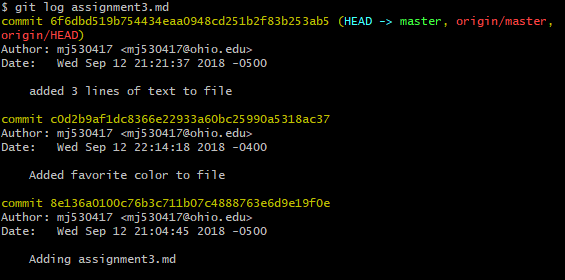 $ git log assignment3.md
commit 6f6dbd519b754434eaa0948cd251b2f83b253ab5 (HEAD -> master, origin/master,
origin/HEAD)
Author: mj530417 <mj530417@ohio.edu>
Date:   Wed Sep 12 21:21:37 2018 -0500

    added 3 lines of text to file

commit c0d2b9af1dc8366e22933a60bc25990a5318ac37
Author: mj530417 <mj530417@ohio.edu>
Date:   Wed Sep 12 22:14:18 2018 -0400

    Added favorite color to file

commit 8e136a0100c76b3c711b07c4888763e6d9e19f0e
Author: mj530417 <mj530417@ohio.edu>
Date:   Wed Sep 12 21:04:45 2018 -0500

    Adding assignment3.md